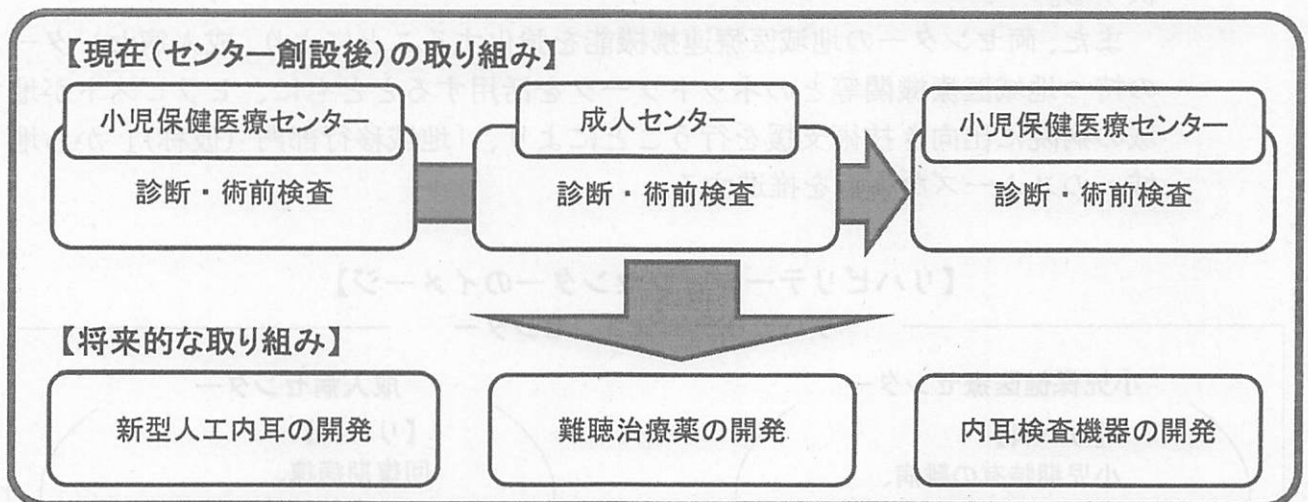 【現在（センター創設後）の取り組み】
小児保健医療センター
診断・術前検査
成人センター
診断・術前検査
小児保健医療センター
診断・術前検査
【将来的な取り組み】
新型人工内耳の開発
難聴治療薬の開発
内耳検査機器の開発